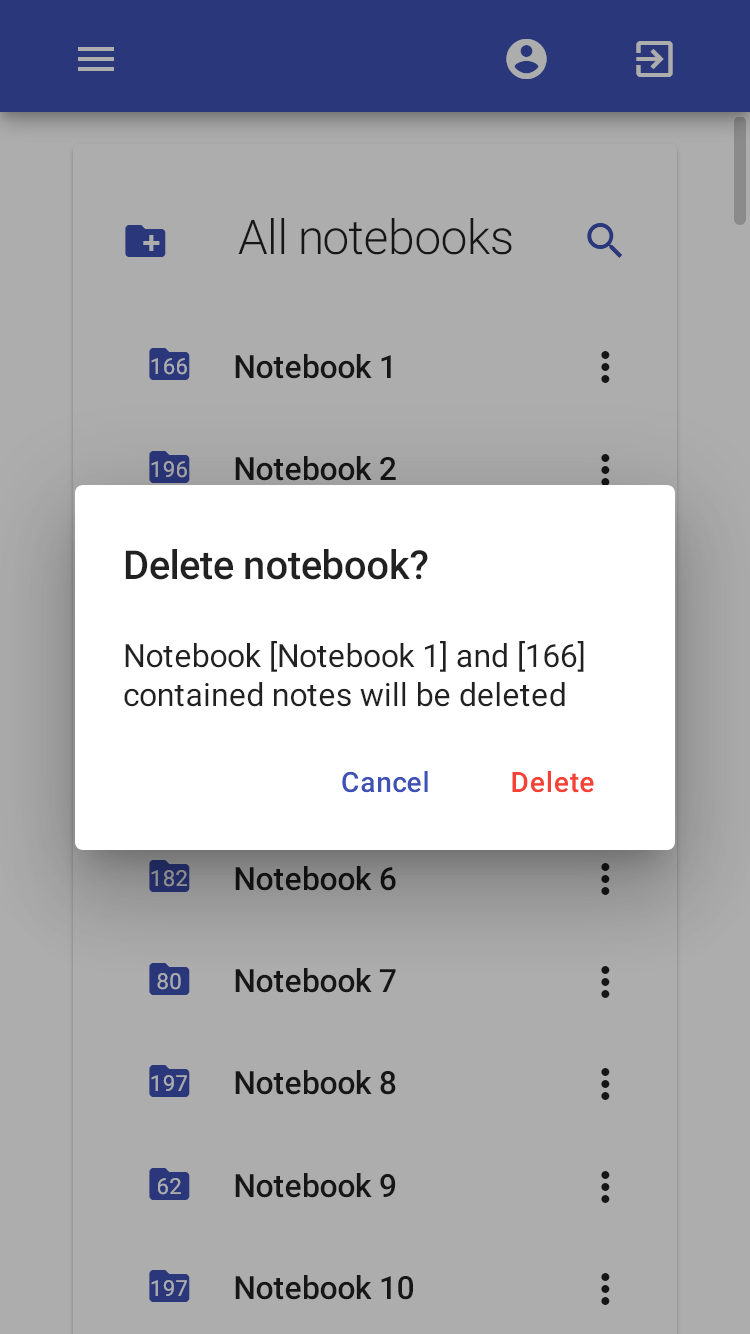 All notebooks
166 Notebook 1
196 Notebook 2
Delete notebook?
Notebook [Notebook 1] and [166]
contained notes will be deleted
Cancel Delete
182 Notebook 6
80 Notebook 7
197 Notebook 8
62 Notebook 9
197 Notebook 10